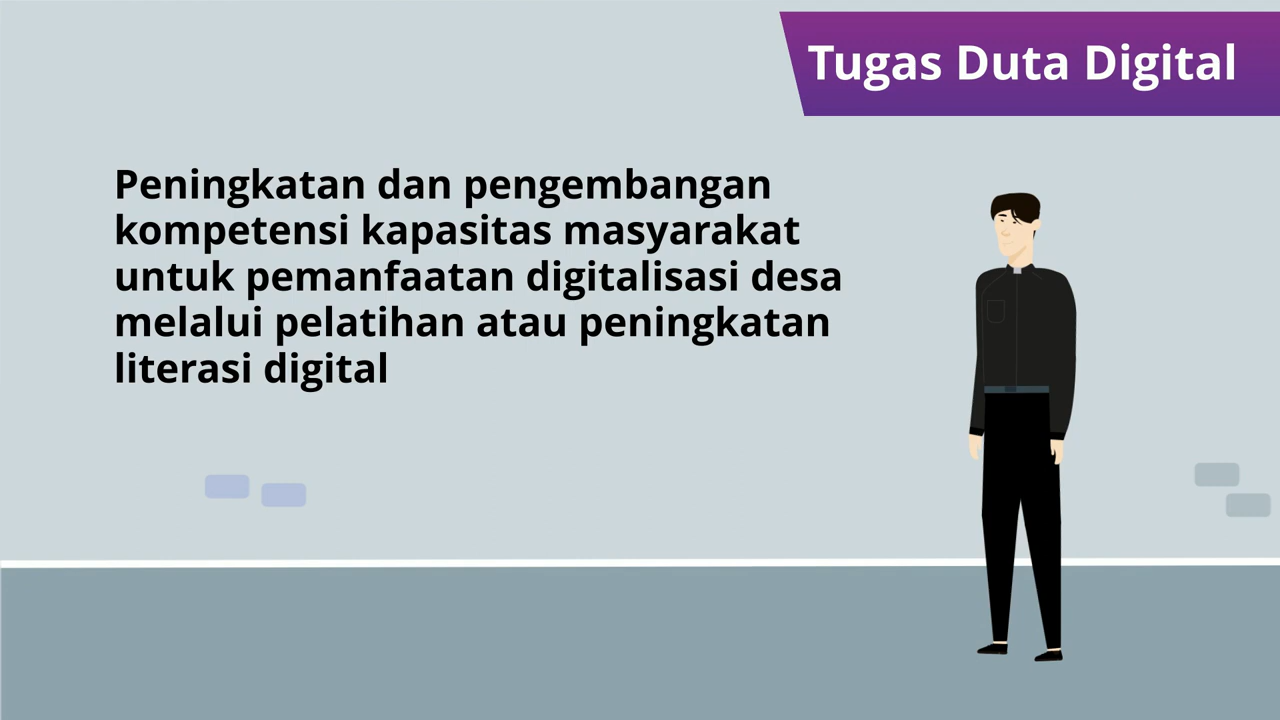 Tugas Duta Digital
Peningkatan dan pengembangan
kompetensi kapasitas masyarakat
untuk pemanfaatan digitalisasi desa
melalui pelatihan atau peningkatan
literasi digital